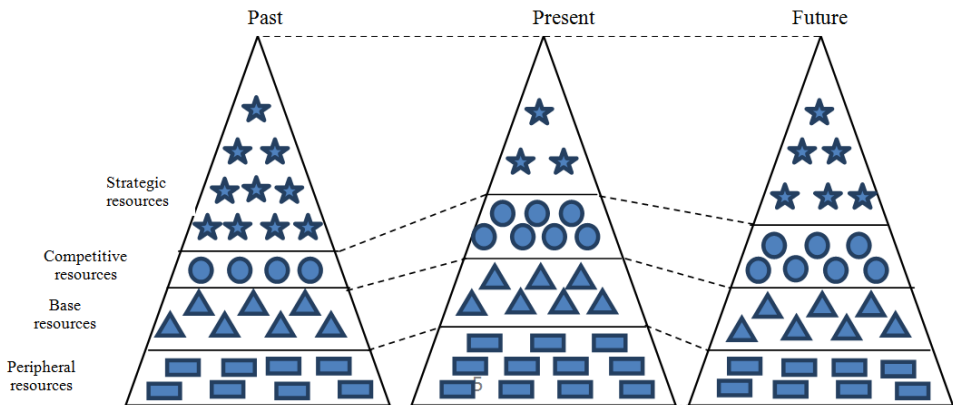 Past
Present
Future
Strategic
resources
Competitive
resources
Base
resources
Peripheral
resources
5